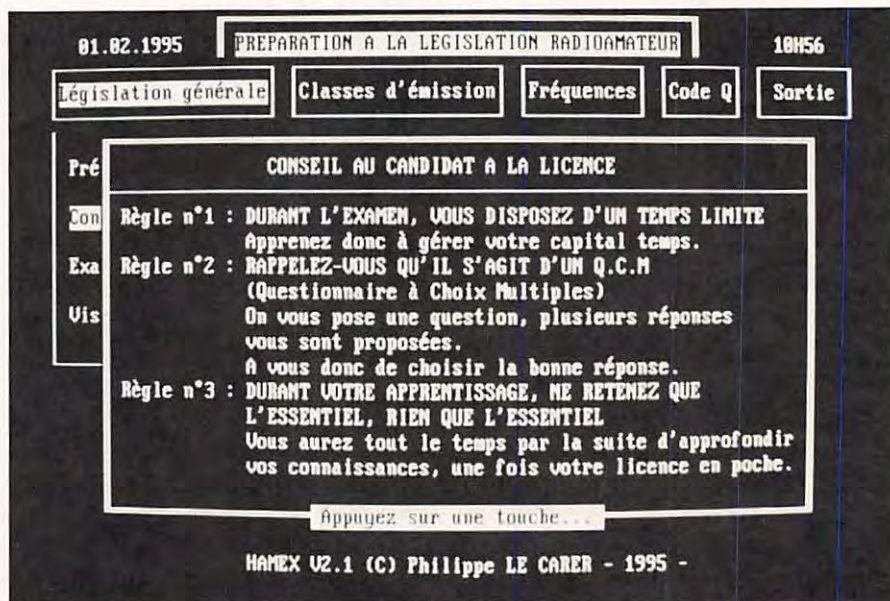 01.02.1995 PREPARATION A LA LEGISLATION RADIOAMATEUR 10H56
Législation générale Classes d'émission Fréquences Code Q Sortie
Pré
CONSEIL AU CANDIDAT A LA LICENCE
Con
Règle n°1 : DURANT L'EXAMEN, VOUS DISPOSEZ D'UN TEMPS LIMITE
Apprenez donc à gérer votre capital temps.
Exa
Règle n°2 : RAPPELEZ-VOUS QU'IL S'AGIT D'UN Q.C.M
(Questionnaire à Choix Multiples)
Vis
On vous pose une question, plusieurs réponses
vous sont proposées.
A vous donc de choisir la bonne réponse.
Règle n°3 : DURANT VOTRE APPRENTISSAGE, NE RETENEZ QUE
L'ESSENTIEL, RIEN QUE L'ESSENTIEL
Vous aurez tout le temps par la suite d'approfondir
vos connaissances, une fois votre licence en poche.
Appuyez sur une touche...
HAMEX V2.1 (C) Philippe LE CARER - 1995 -